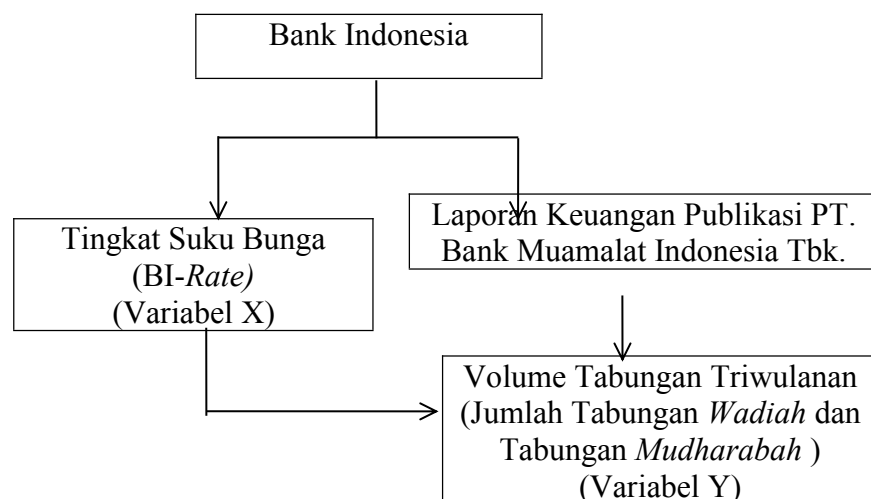 Bank Indonesia
Tingkat Suku Bunga
(BI-Rate)
(Variabel X)
Laporan Keuangan Publikasi PT.
Bank Muamalat Indonesia Tbk.
Volume Tabungan Triwulanan
(Jumlah Tabungan Wadiah dan
Tabungan Mudharabah )
(Variabel Y)